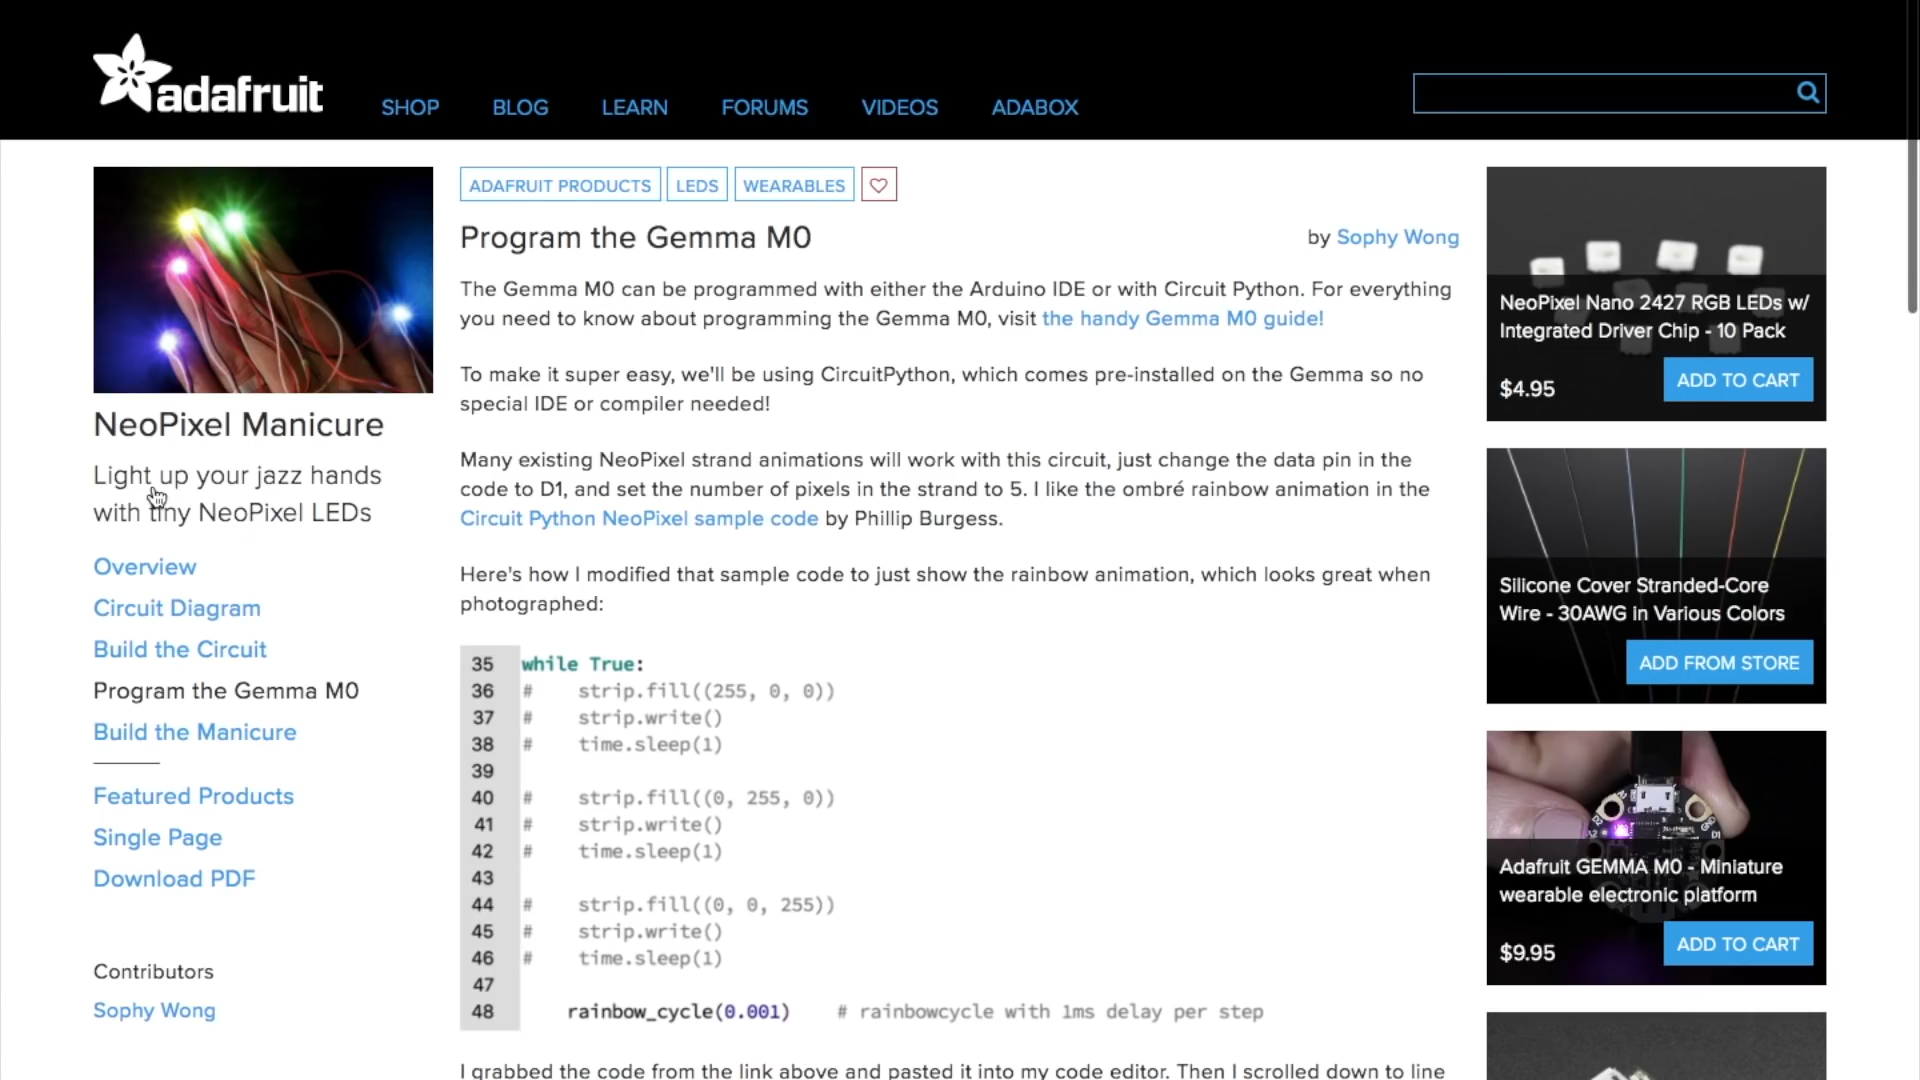 adafruit
SHOP BLOG LEARN FORUMS VIDEOS ADABOX
NeoPixel Manicure
Light up your jazz hands
with tiny NeoPixel LEDs
Overview
Circuit Diagram
Build the Circuit
Program the Gemma M0
Build the Manicure
Featured Products
Single Page
Download PDF
Contributors
Sophy Wong
ADAFRUIT PRODUCTS LEDS WEARABLES
Program the Gemma M0
by Sophy Wong
The Gemma M0 can be programmed with either the Arduino IDE or with Circuit Python. For everything
you need to know about programming the Gemma M0, visit the handy Gemma M0 guide!
To make it super easy, we'll be using CircuitPython, which comes pre-installed on the Gemma so no
special IDE or compiler needed!
Many existing NeoPixel strand animations will work with this circuit, just change the data pin in the
code to D1, and set the number of pixels in the strand to 5. I like the ombré rainbow animation in the
Circuit Python NeoPixel sample code by Phillip Burgess.
Here's how I modified that sample code to just show the rainbow animation, which looks great when
photographed:
35 while True:
36 # strip.fill((255, 0, 0))
37 # strip.write()
38 # time.sleep(1)
39
40 # strip.fill((0, 255, 0))
41 # strip.write()
42 # time.sleep(1)
43
44 # strip.fill((0, 0, 255))
45 # strip.write()
46 # time.sleep(1)
47
48 rainbow_cycle(0.001) # rainbowcycle with 1ms delay per step
I grabbed the code from the link above and pasted it into my code editor. Then I scrolled down to line
NeoPixel Nano 2427 RGB LEDs w/
Integrated Driver Chip - 10 Pack
$4.95
ADD TO CART
Silicone Cover Stranded-Core
Wire - 30AWG in Various Colors
ADD FROM STORE
Adafruit GEMMA M0 - Miniature
wearable electronic platform
$9.95
ADD TO CART